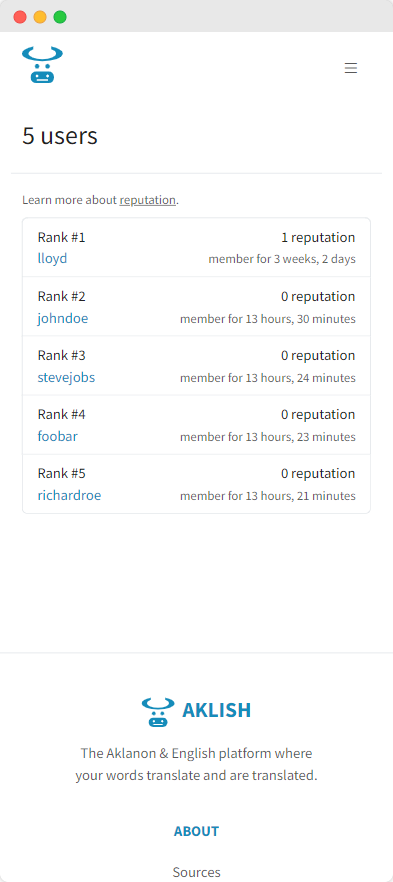 5 users
Learn more about reputation.
Rank #1 1 reputation
lloyd member for 3 weeks, 2 days
Rank #2 0 reputation
johndoe member for 13 hours, 30 minutes
Rank #3 0 reputation
stevejobs member for 13 hours, 24 minutes
Rank #4 0 reputation
foobar member for 13 hours, 23 minutes
Rank #5 0 reputation
richardroe member for 13 hours, 21 minutes
AKLISH
The Aklanon & English platform where
your words translate and are translated.
ABOUT
Sources